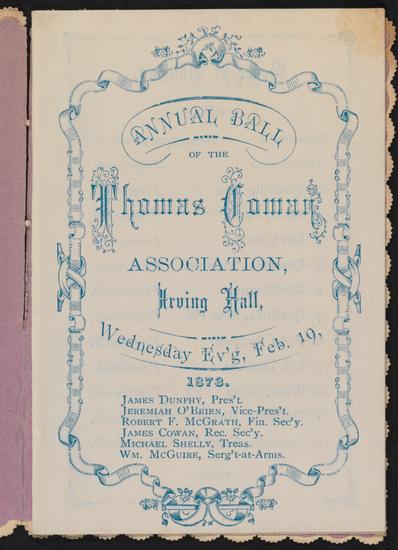 ANNUAL BALL
OF THE
Thomas Coman
ASSOCIATION,
Irving Hall,
Wednesday Ev'g, Feb. 19,
1873.
JAMES DUNPHY, Pres't.
JEREMIAH O'BRIEN, Vice-Pres't.
ROBERT F. McGRATH, Fin. Sec'y.
JAMES COWAN, Rec. Sec'y.
MICHAEL SHELLY, Treas.
WM. McGUIRE, Serg't-at-Arms.